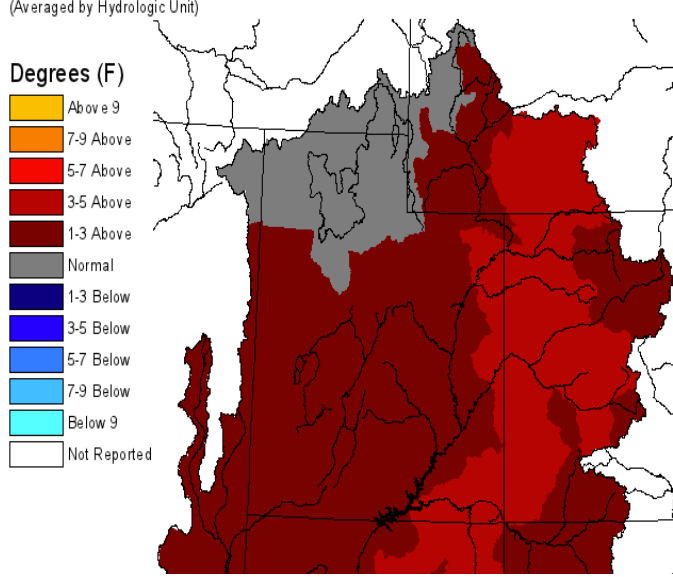 (Averaged by Hydrologic Unit)
Degrees (F)
Above 9
7-9 Above
5-7 Above
3-5 Above
1-3 Above
Normal
1-3 Below
3-5 Below
5-7 Below
7-9 Below
Below 9
Not Reported